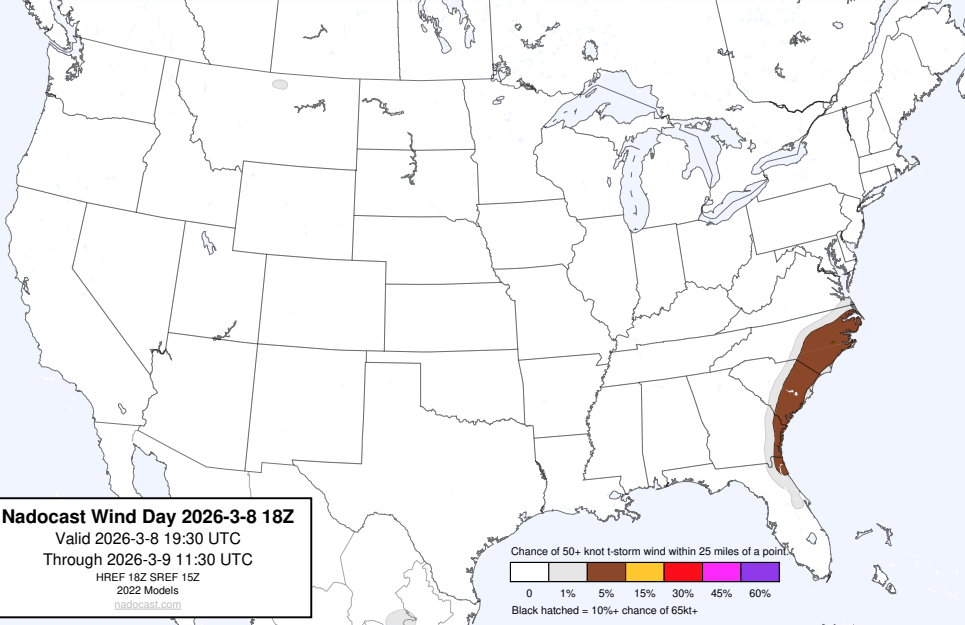 Nadocast Wind Day 2026-3-8 18Z
Valid 2026-3-8 19:30 UTC
Through 2026-3-9 11:30 UTC
HREF 18Z SREF 15Z
2022 Models
nadocast.com
Chance of 50+ knot t-storm wind within 25 miles of a point.
0 1% 5% 15% 30% 45% 60%
Black hatched = 10%+ chance of 65kt+